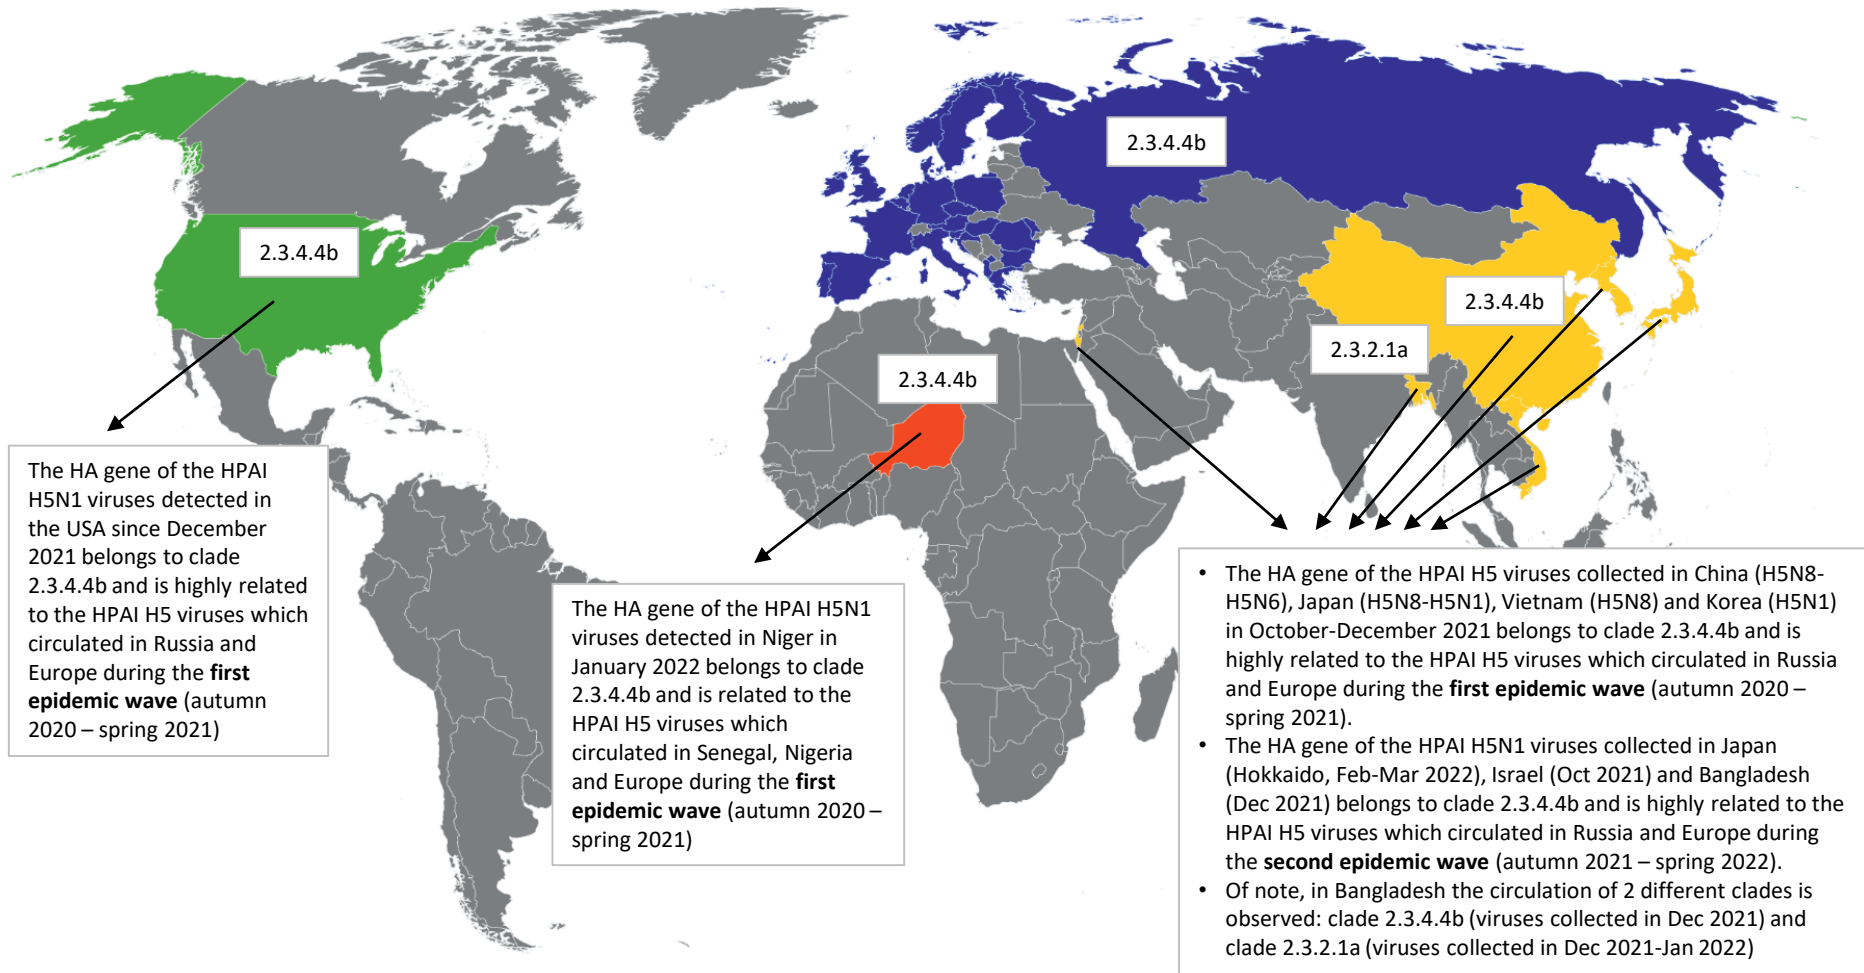 2.3.4.4b
2.3.4.4b
2.3.4.4b
2.3.2.1a
2.3.4.4b
The HA gene of the HPAI
H5N1 viruses detected in
the USA since December
2021 belongs to clade
2.3.4.4b and is highly related
to the HPAI H5 viruses which
circulated in Russia and
Europe during the first
epidemic wave (autumn
2020 – spring 2021)
The HA gene of the HPAI H5N1
viruses detected in Niger in
January 2022 belongs to clade
2.3.4.4b and is related to the
HPAI H5 viruses which
circulated in Senegal, Nigeria
and Europe during the first
epidemic wave (autumn 2020 –
spring 2021)
• The HA gene of the HPAI H5 viruses collected in China (H5N8-
H5N6), Japan (H5N8-H5N1), Vietnam (H5N8) and Korea (H5N1)
in October-December 2021 belongs to clade 2.3.4.4b and is
highly related to the HPAI H5 viruses which circulated in Russia
and Europe during the first epidemic wave (autumn 2020 –
spring 2021).
• The HA gene of the HPAI H5N1 viruses collected in Japan
(Hokkaido, Feb-Mar 2022), Israel (Oct 2021) and Bangladesh
(Dec 2021) belongs to clade 2.3.4.4b and is highly related to the
HPAI H5 viruses which circulated in Russia and Europe during
the second epidemic wave (autumn 2021 – spring 2022).
• Of note, in Bangladesh the circulation of 2 different clades is
observed: clade 2.3.4.4b (viruses collected in Dec 2021) and
clade 2.3.2.1a (viruses collected in Dec 2021-Jan 2022)